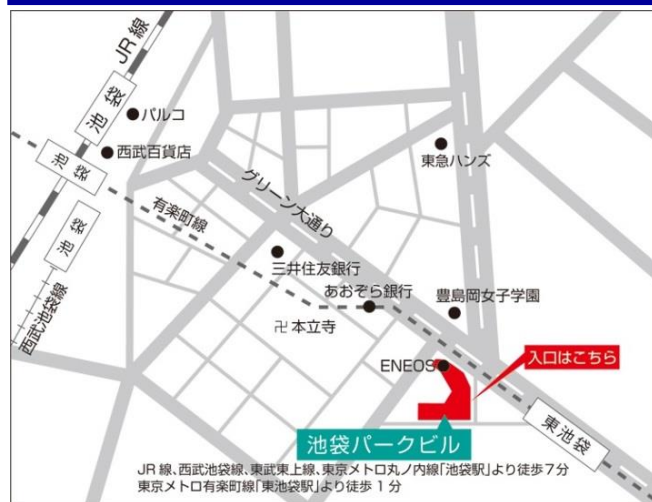 JR線
池袋
パルコ
西武百貨店
池袋
東急ハンズ
有楽町線
グリーン大通り
池袋
西武池袋線
三井住友銀行
あおぞら銀行
豊島岡女子学園
卍本立寺
ENEOS
入口はこちら
東池袋
池袋パークビル
JR線、西武池袋線、東武東上線、東京メトロ丸ノ内線「池袋駅」より徒歩7分
東京メトロ有楽町線「東池袋駅」より徒歩1分